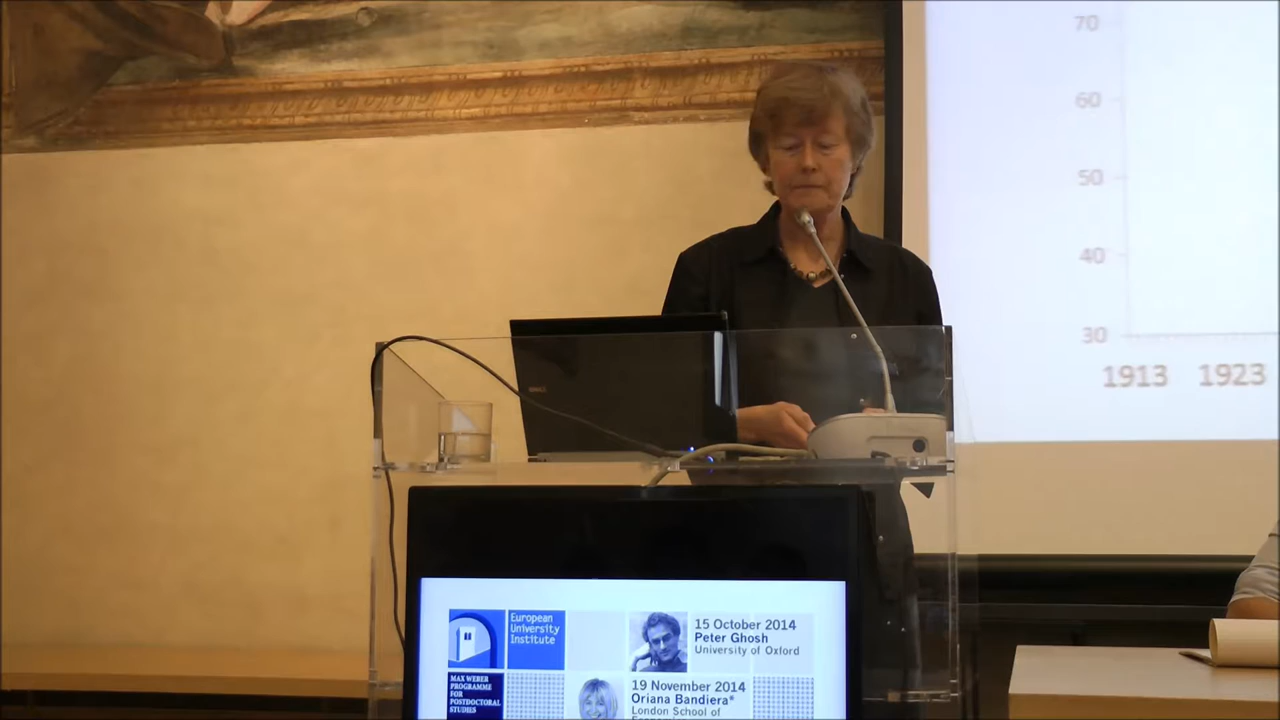 70
60
50
40
30
1913 1923
DELL
European
University
Institute
15 October 2014
Peter Ghosh
University of Oxford
MAX WEBER
PROGRAMME
FOR
POSTDOCTORAL
STUDIES
19 November 2014
Oriana Bandiera*
London School of